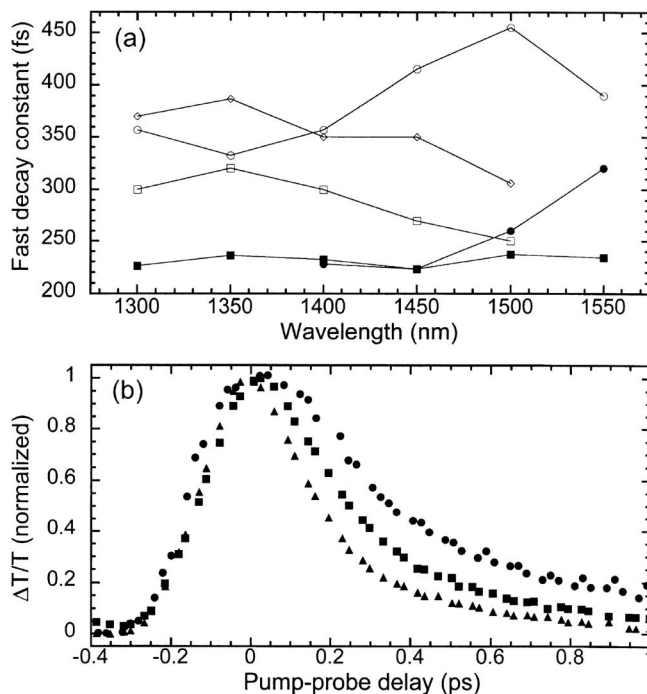 (a)
Fast decay constant (fs)
450
400
350
300
250
200
1300 1350 1400 1450 1500 1550
Wavelength (nm)
(b)
ΔT/T (normalized)
1
0.8
0.6
0.4
0.2
0
-0.4 -0.2 0 0.2 0.4 0.6 0.8
Pump-probe delay (ps)